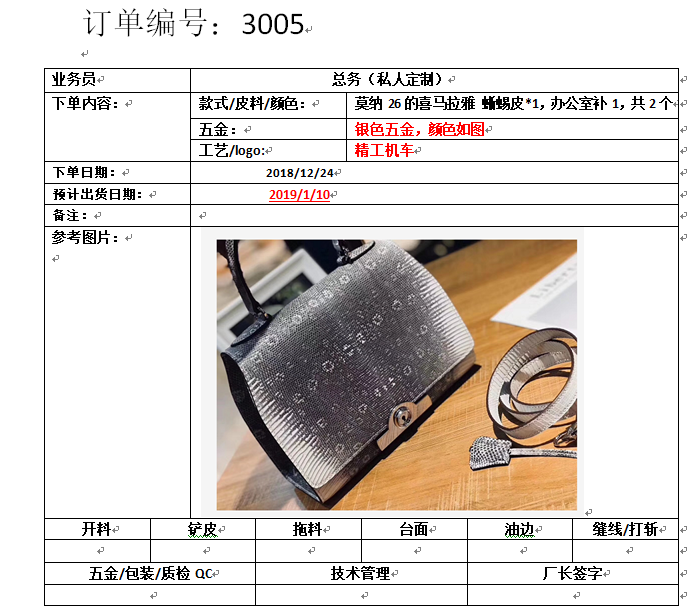 订单编号：3005
业务员 总务（私人定制）
下单内容： 款式/皮料/颜色： 莫纳 26 的喜马拉雅 蜥蜴皮*1，办公室补 1，共 2 个
五金： 银色五金，颜色如图
工艺/logo: 精工机车
下单日期： 2018/12/24
预计出货日期： 2019/1/10
备注：
参考图片：
开料 铲皮 拖料 台面 油边 缝线/打斩
五金/包装/质检 QC 技术管理 厂长签字